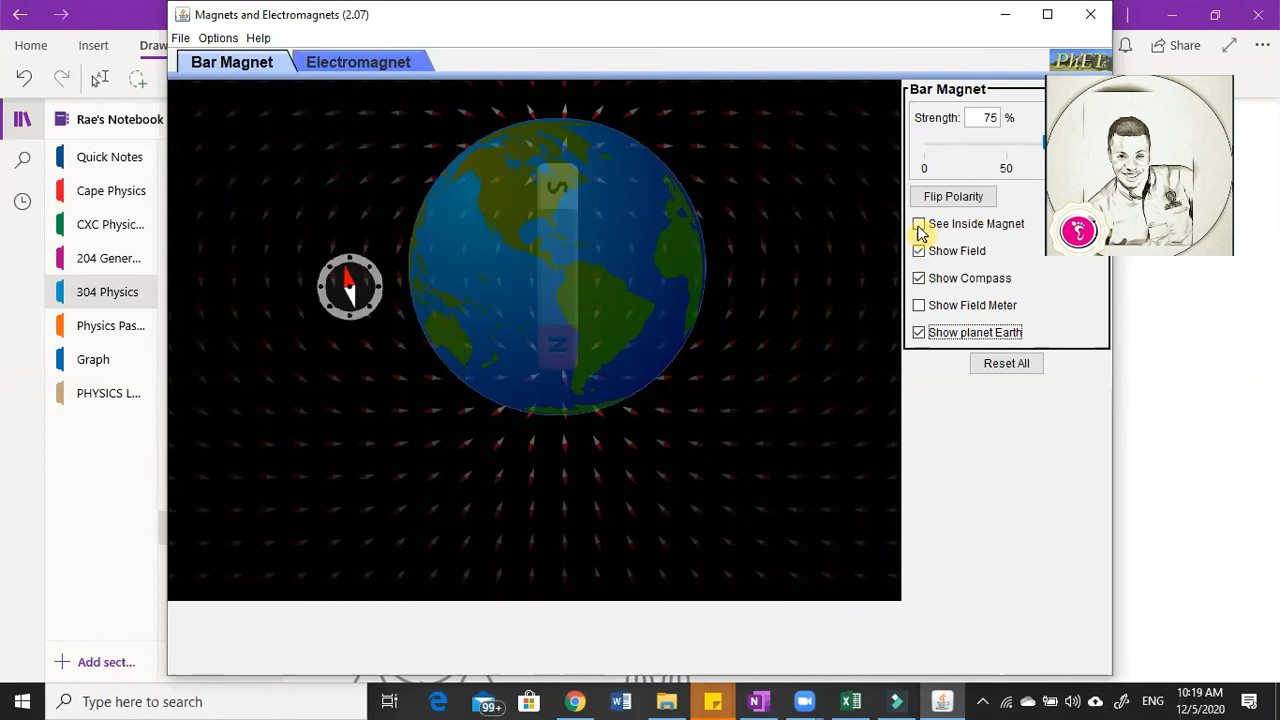 Magnets and Electromagnets (2.07)
Home
Insert
Draw
Share
File
Options
Help
Bar Magnet
Electromagnet
PhET
Rae's Notebook
Quick Notes
Cape Physics
CXC Physic...
204 Gener...
304 Physics
Physics Pas...
Graph
PHYSICS L...
Add sect...
S
N
Bar Magnet
Strength: 75 %
0 50
Flip Polarity
See Inside Magnet
Show Field
Show Compass
Show Field Meter
Show planet Earth
Reset All
Type here to search
99+
ENG
10:19 AM
12/5/2020